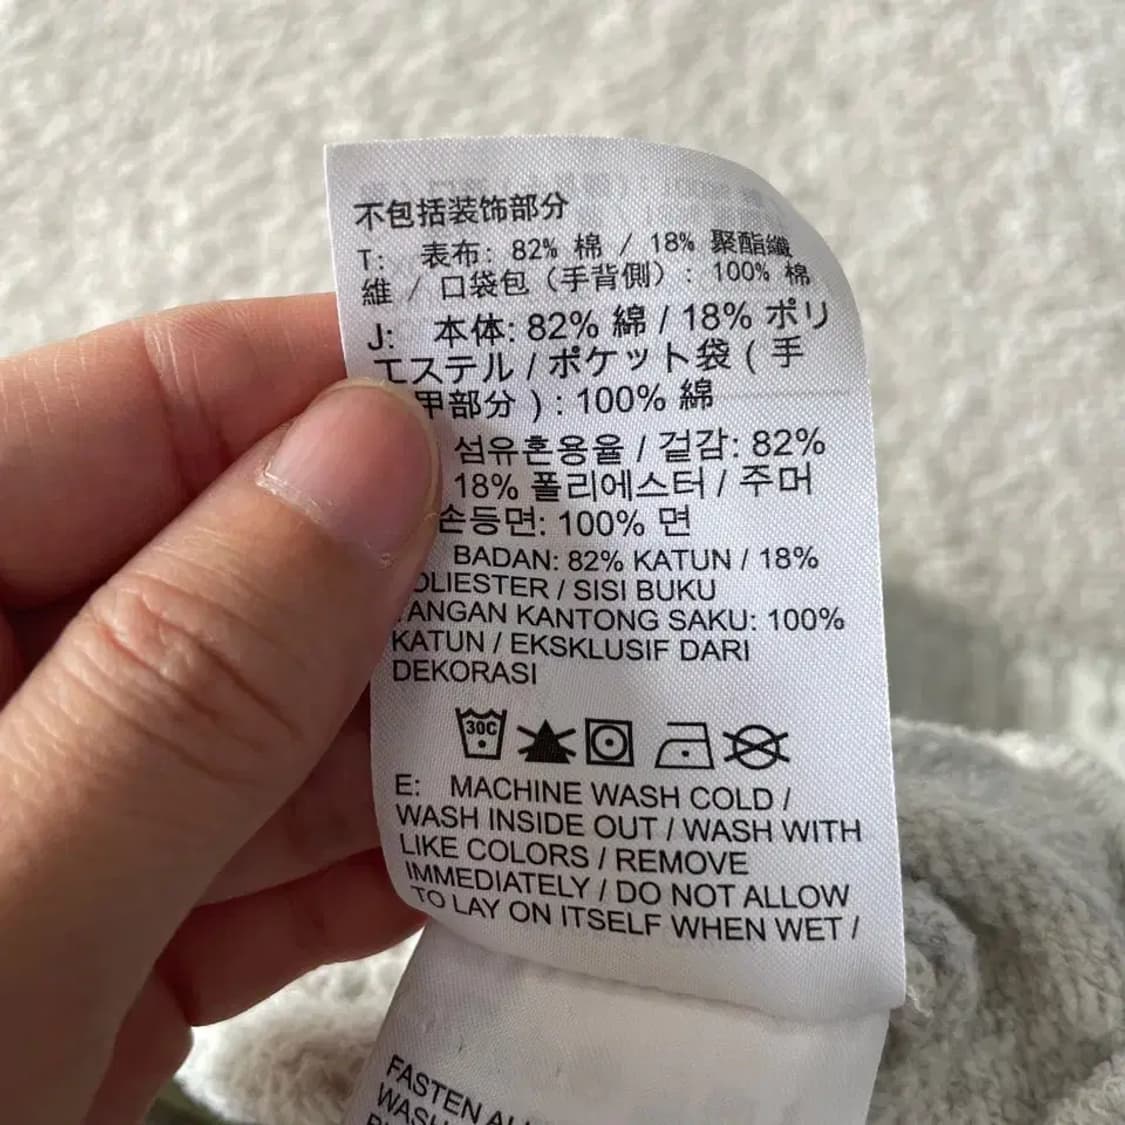 不包括装饰部分
T: 表布: 82% 棉 / 18% 聚酯纖
維 / 口袋包（手背側）: 100% 棉
J: 本体: 82% 綿 / 18% ポリ
エステル / ポケット袋 ( 手
甲部分 ) : 100% 綿
섬유혼용율 / 겉감: 82%
18% 폴리에스터 / 주머
손등면: 100% 면
BADAN: 82% KATUN / 18%
OLIESTER / SISI BUKU
TANGAN KANTONG SAKU: 100%
KATUN / EKSKLUSIF DARI
DEKORASI
30C
E: MACHINE WASH COLD /
WASH INSIDE OUT / WASH WITH
LIKE COLORS / REMOVE
IMMEDIATELY / DO NOT ALLOW
TO LAY ON ITSELF WHEN WET /
FASTEN
WAS